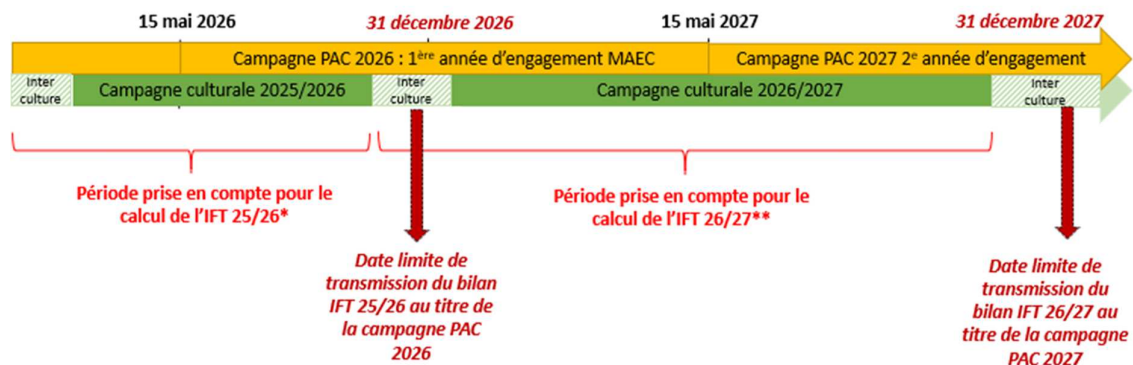 15 mai 2026
31 décembre 2026
15 mai 2027
31 décembre 2027
Campagne PAC 2026 : 1ère année d'engagement MAEC
Campagne PAC 2027 2e année d'engagement
Inter
culture
Campagne culturale 2025/2026
Inter
culture
Campagne culturale 2026/2027
Inter
culture
Période prise en compte pour le
calcul de l'IFT 25/26*
Période prise en compte pour le
calcul de l'IFT 26/27**
Date limite de
transmission du bilan
IFT 25/26 au titre de
la campagne PAC
2026
Date limite de
transmission du
bilan IFT 26/27 au
titre de la campagne
PAC 2027